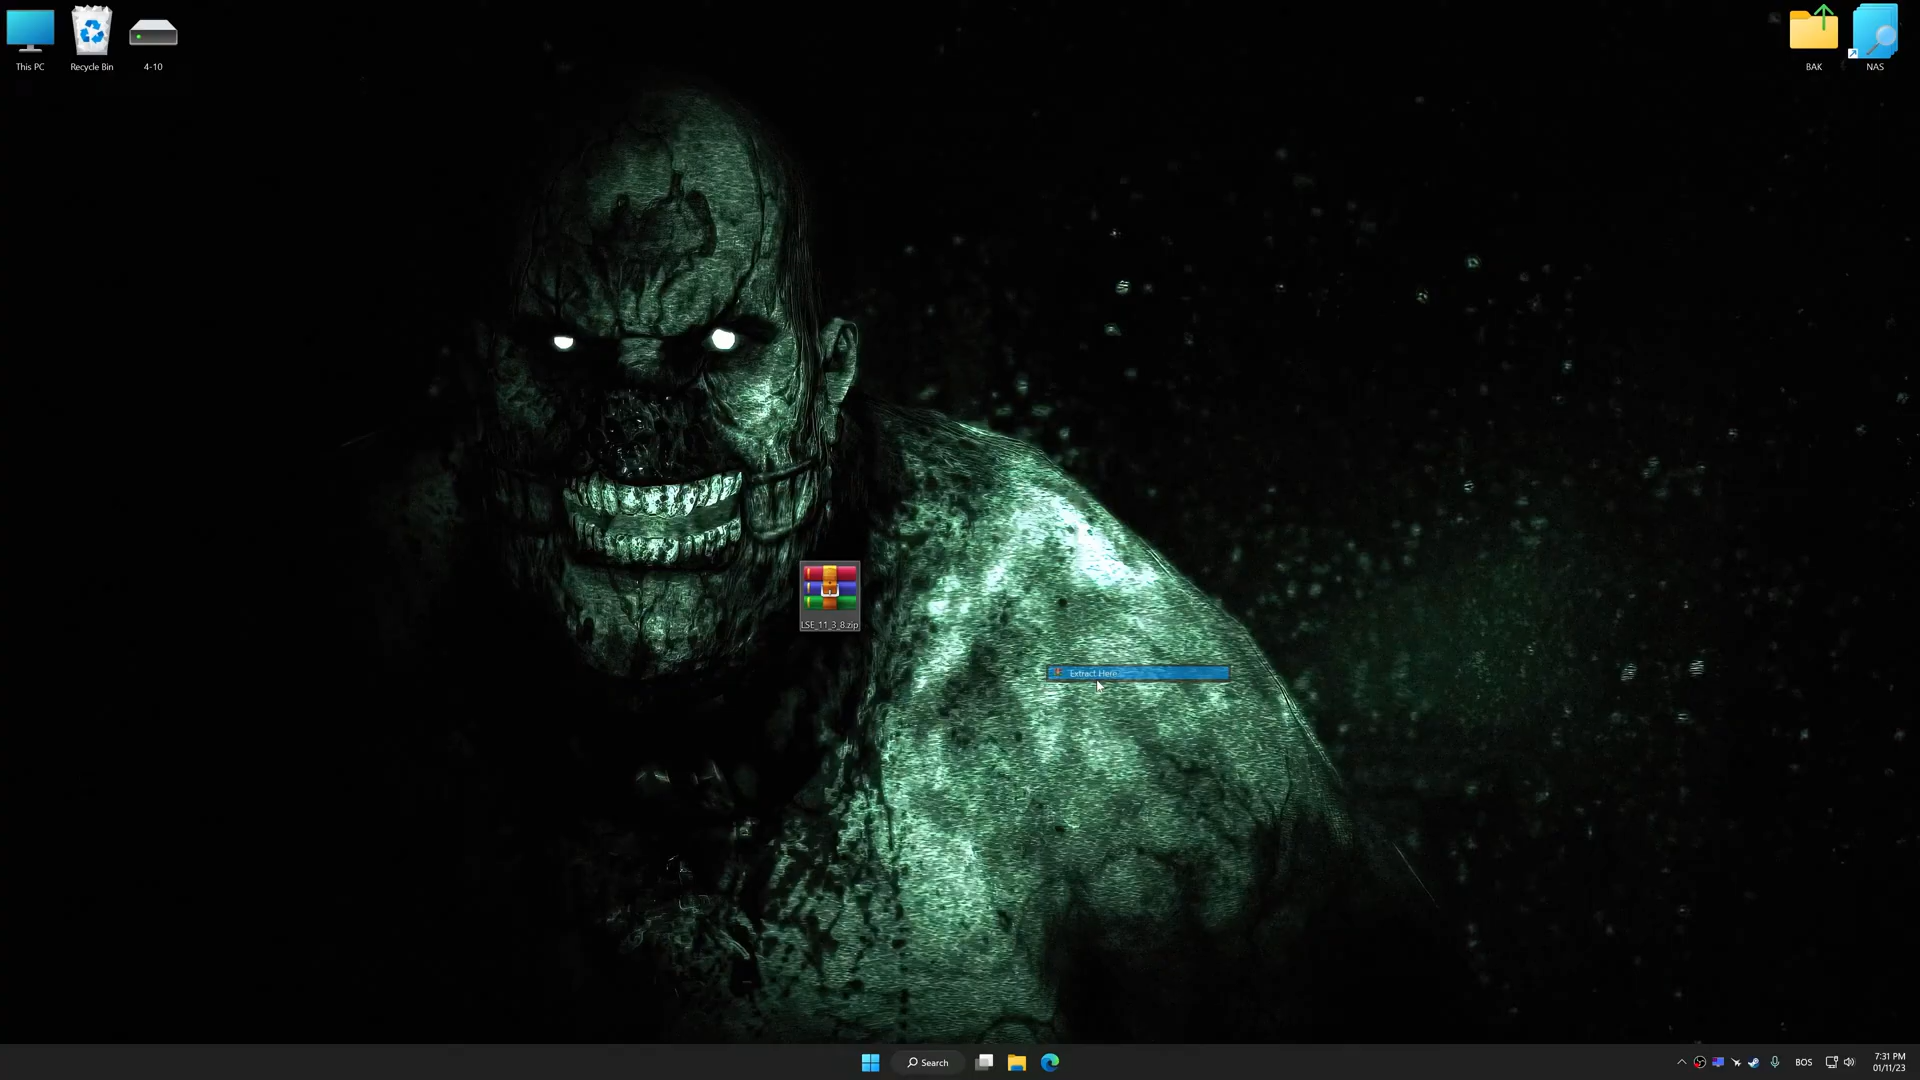 This PC
Recycle Bin
4-10
BAK
NAS
LSE_11_3_8.zip
Extract Here
Search
BOS
7:31 PM
01/11/23